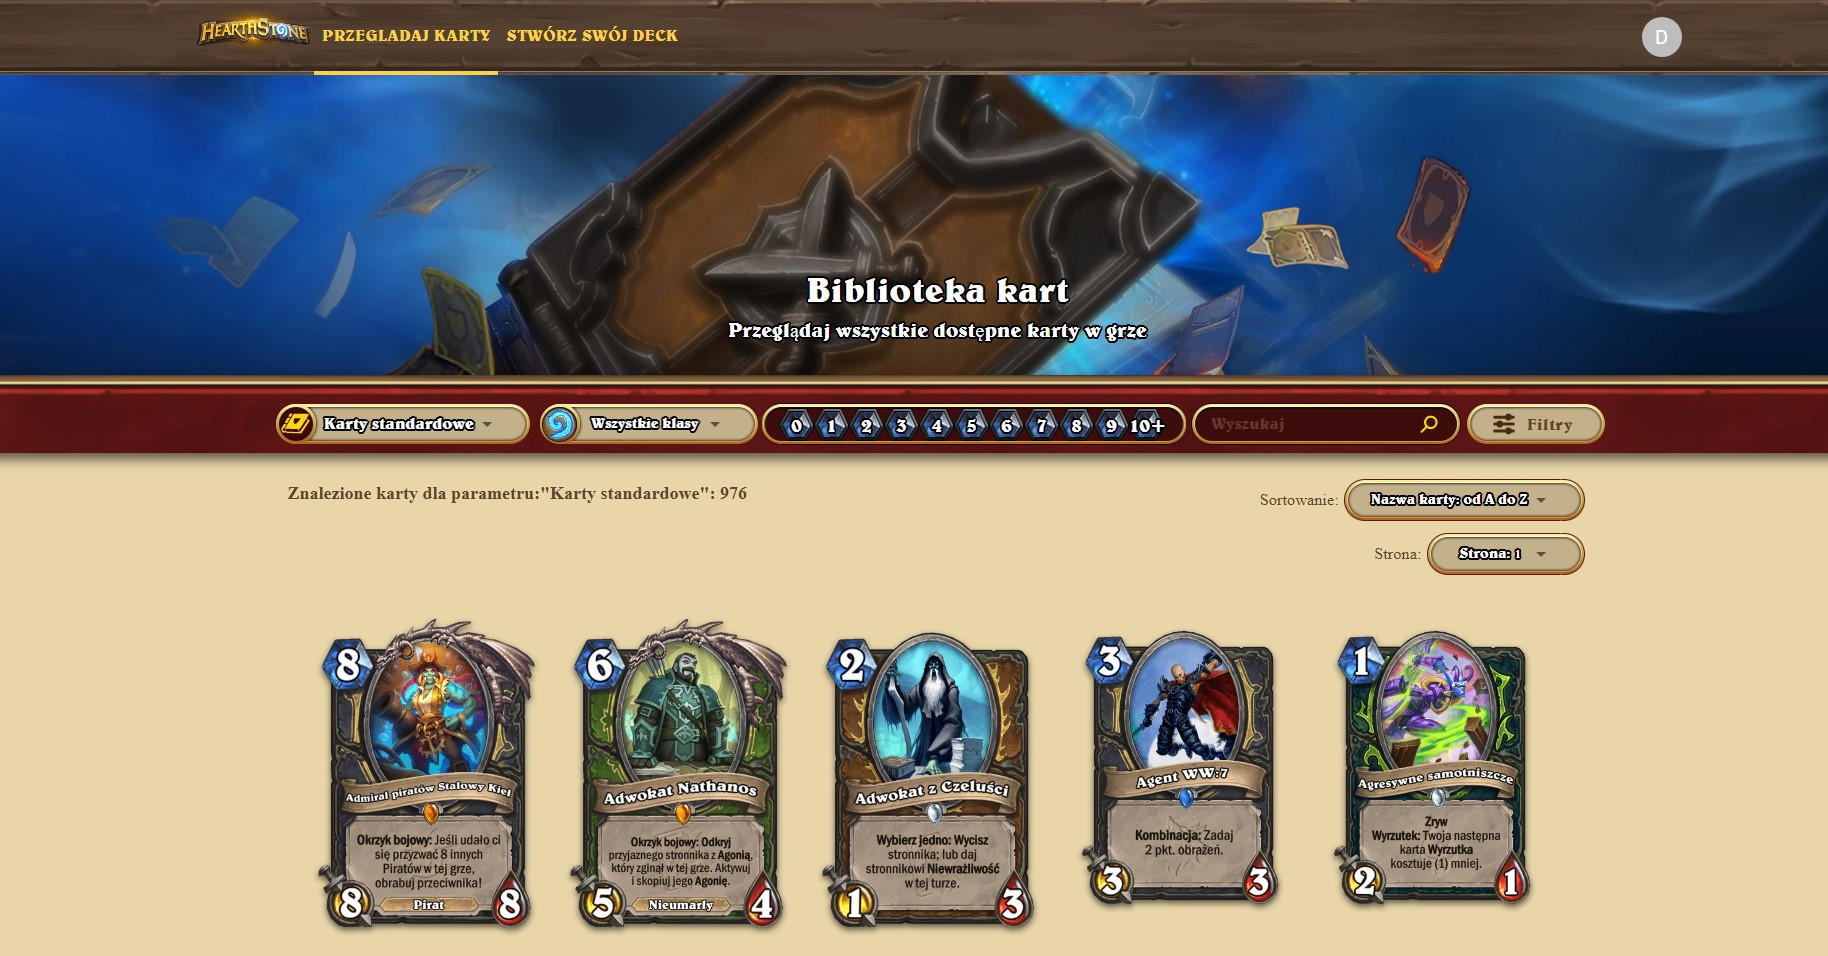 HEARTHSTONE
PRZEGLADAJ KARTY
STWÓRZ SWÓJ DECK
D
Biblioteka kart
Przeglądaj wszystkie dostępne karty w grze
Karty standardowe
Wszystkie klasy
0 1 2 3 4 5 6 7 8 9 10+
Wyszukaj
Filtry
Znalezione karty dla parametru:"Karty standardowe": 976
Sortowanie:
Nazwa karty: od A do Z
Strona:
Strona: 1
8
Admirał piratów Stalowy Kieł
Okrzyk bojowy: Jeśli udało ci
się przyzwać 8 innych
Piratów w tej grze,
obrabuj przeciwnika!
8
Pirat
8
6
Adwokat Nathanos
Okrzyk bojowy: Odkryj
przyjaznego stronnika z Agonią,
który zginął w tej grze. Aktywuj
i skopiuj jego Agonię.
5
Nieumarły
4
2
Adwokat z Czeluści
Wybierz jedno: Wycisz
stronnika; lub daj
stronnikowi Niewrażliwość
w tej turze.
1
3
3
Agent WW:7
Kombinacja: Zadaj
2 pkt. obrażeń.
3
3
1
Agresywne samotniszcze
Zryw
Wyrzutek: Twoja następna
karta Wyrzutka
kosztuje (1) mniej.
2
1